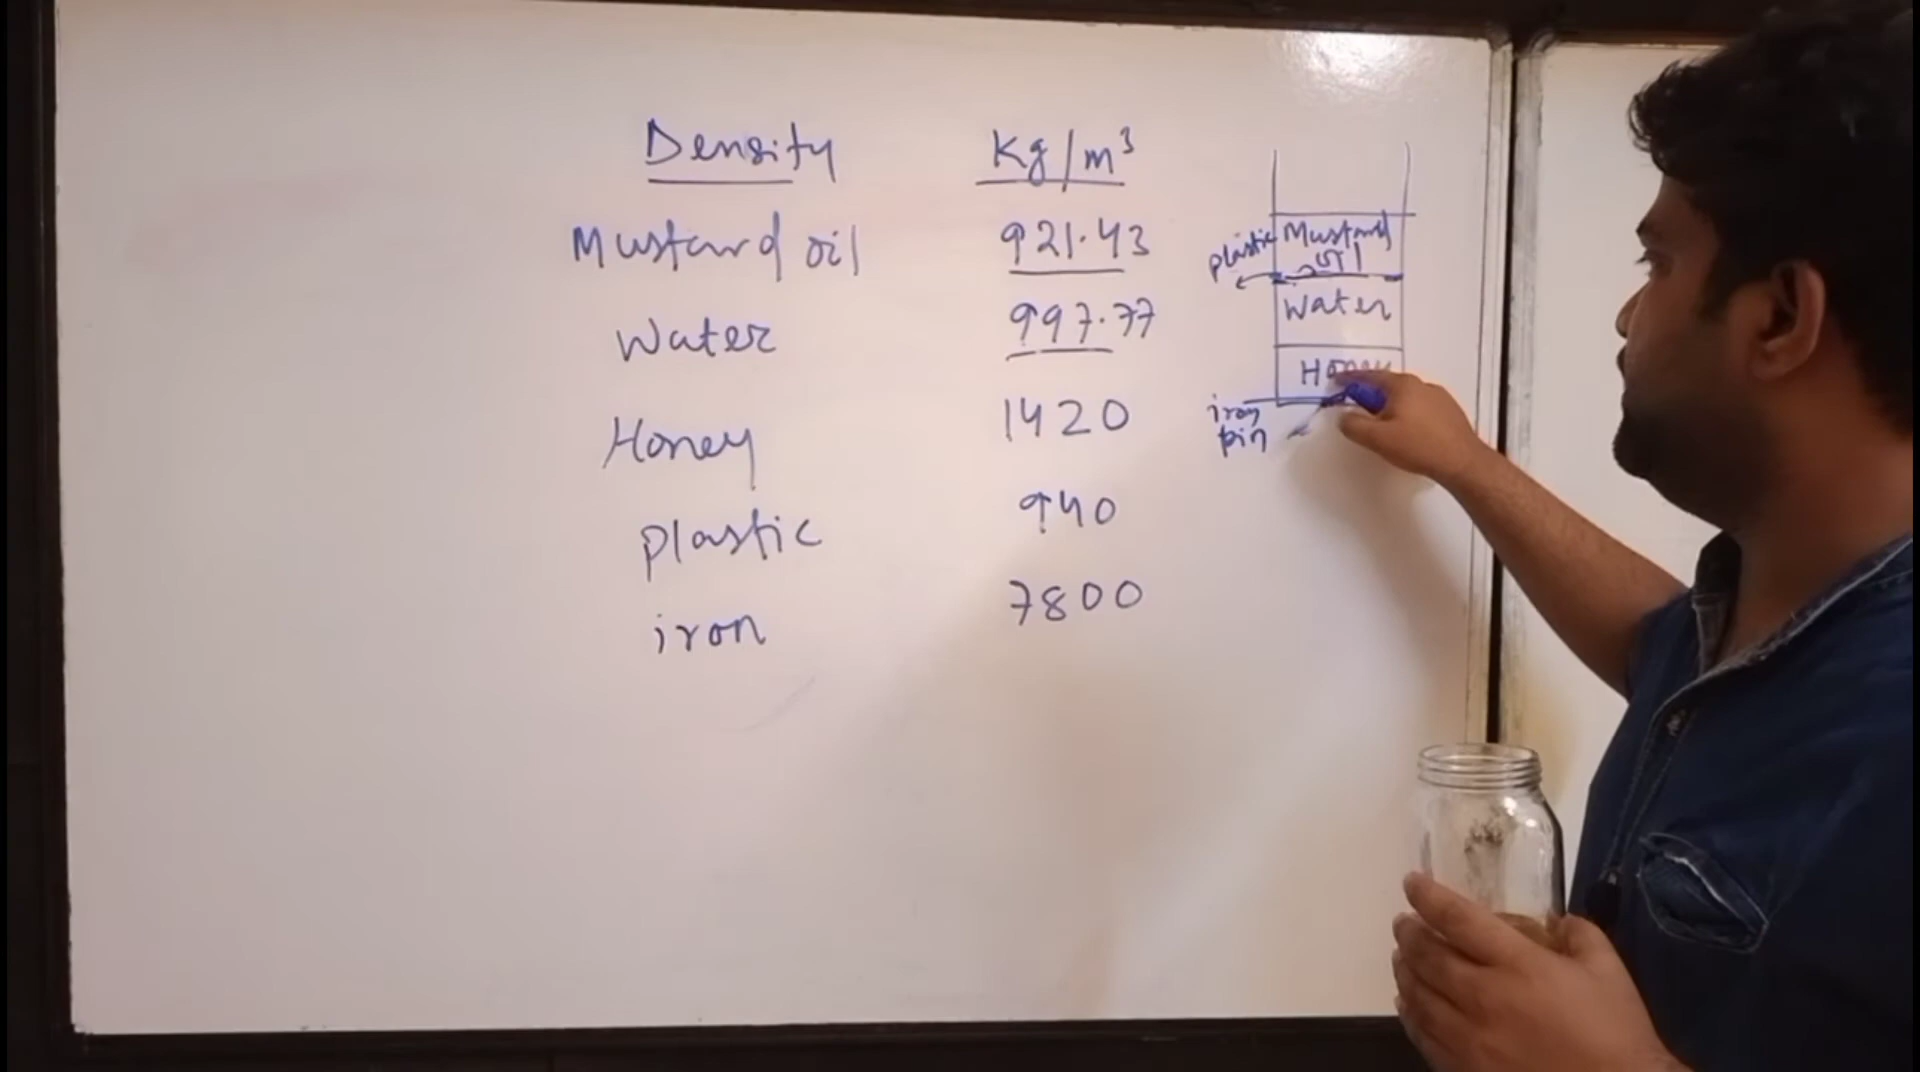 Density Kg/m³
Mustard oil 921.43
Water 997.77
Honey 1420
plastic 940
iron 7800
plastic
Mustard
oil
Water
Honey
iron
pin